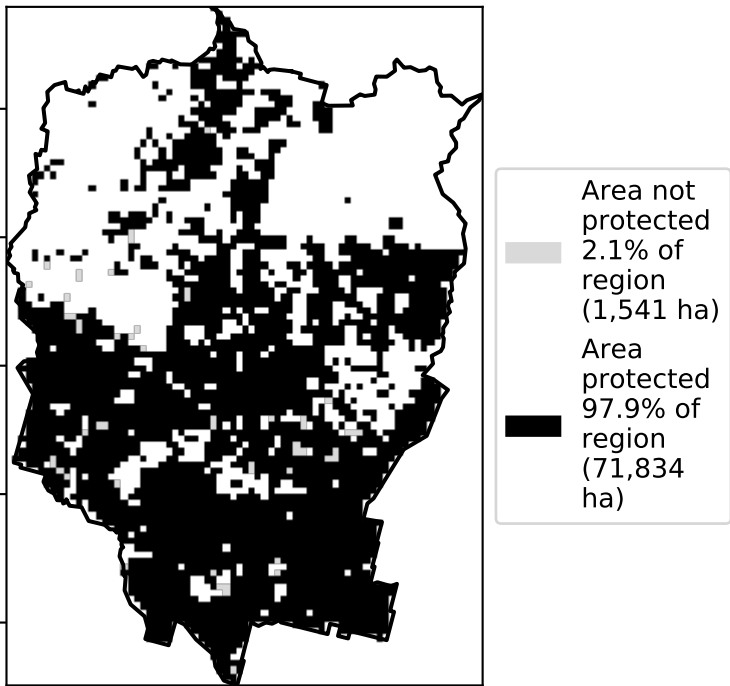 Area not
protected
2.1% of
region
(1,541 ha)
Area
protected
97.9% of
region
(71,834
ha)